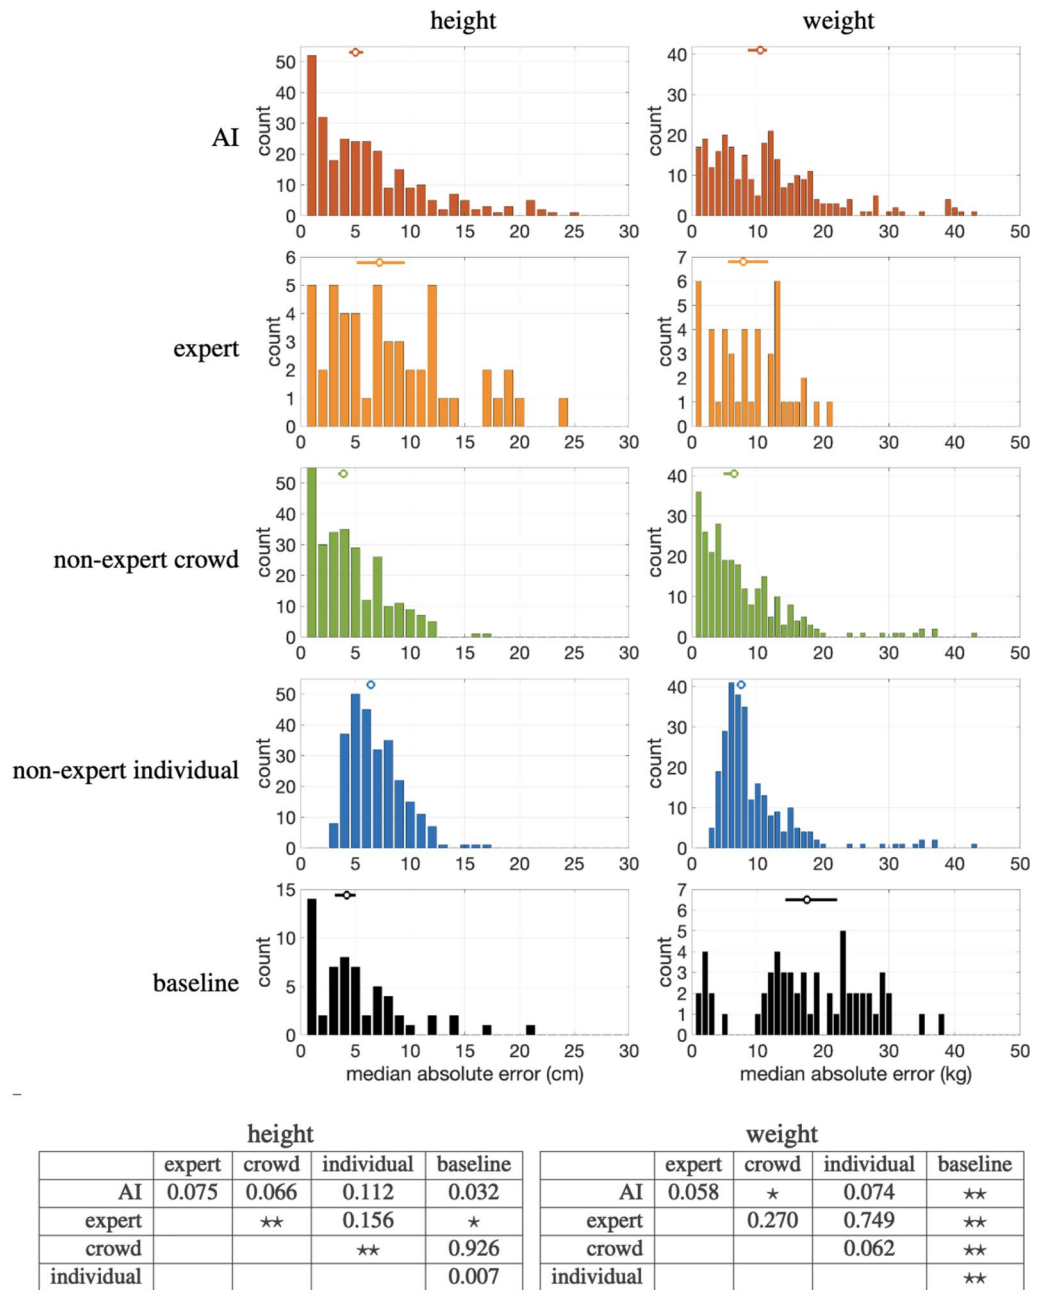 height weight
AI
count
50
40
30
20
10
0
0 5 10 15 20 25 30
count
40
30
20
10
0
0 10 20 30 40 50
expert
count
6
5
4
3
2
1
0
0 5 10 15 20 25 30
count
7
6
5
4
3
2
1
0
0 10 20 30 40 50
non-expert crowd
count
50
40
30
20
10
0
0 5 10 15 20 25 30
count
40
30
20
10
0
0 10 20 30 40 50
non-expert individual
count
50
40
30
20
10
0
0 5 10 15 20 25 30
count
40
30
20
10
0
0 10 20 30 40 50
baseline
count
15
10
5
0
0 5 10 15 20 25 30
median absolute error (cm)
count
7
6
5
4
3
2
1
0
0 10 20 30 40 50
median absolute error (kg)
height
expert crowd individual baseline
AI 0.075 0.066 0.112 0.032
expert ⋆⋆ 0.156 ⋆
crowd ⋆⋆ 0.926
individual 0.007
weight
expert crowd individual baseline
AI 0.058 ⋆ 0.074 ⋆⋆
expert 0.270 0.749 ⋆⋆
crowd 0.062 ⋆⋆
individual ⋆⋆